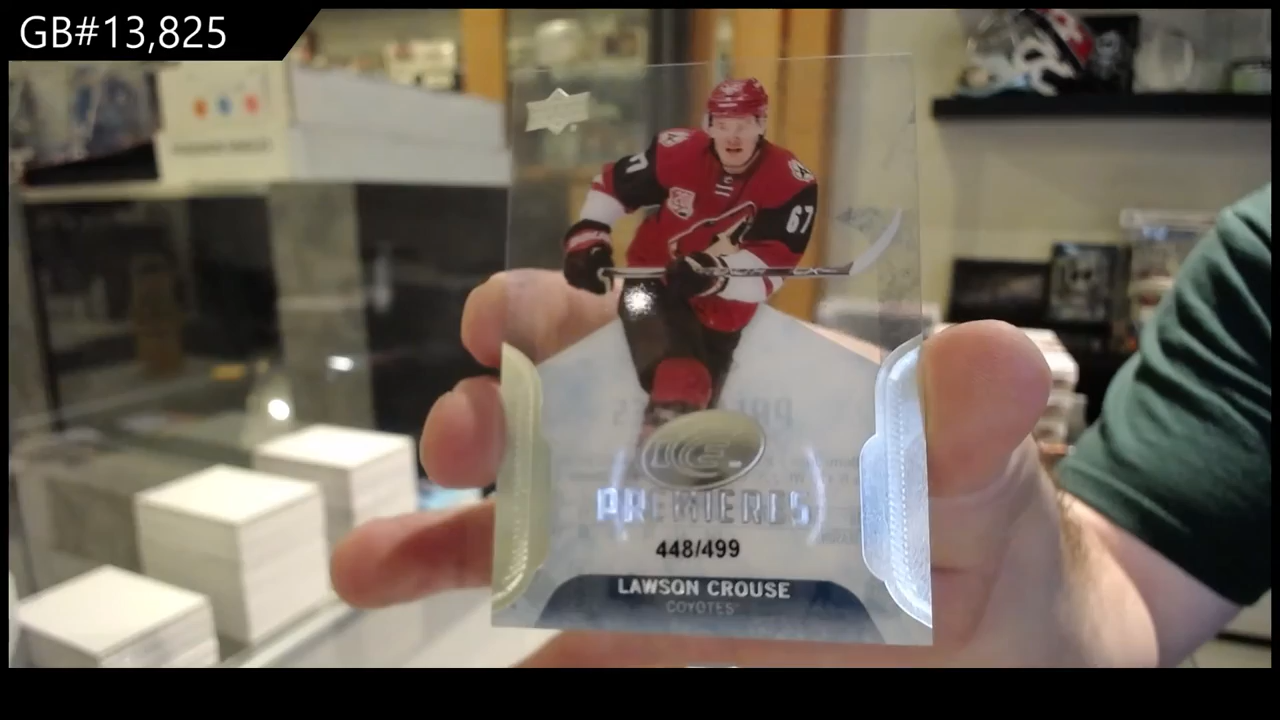 GB#13,825
67
ICE
PREMIERES
448/499
LAWSON CROUSE
COYOTES